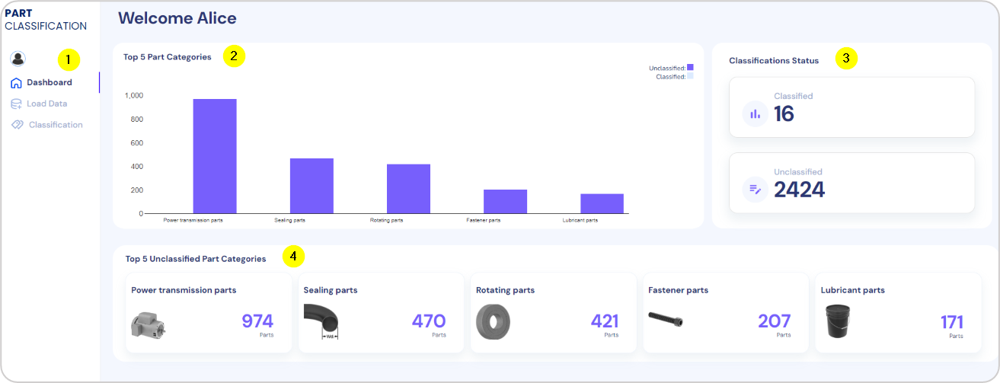 PART
CLASSIFICATION
Welcome Alice
1
Dashboard
Load Data
Classification
Top 5 Part Categories
2
Unclassified:
Classified:
1,000
800
600
400
200
0
Power transmission parts
Sealing parts
Rotating parts
Fastener parts
Lubricant parts
Classifications Status
3
Classified
16
Unclassified
2424
Top 5 Unclassified Part Categories
4
Power transmission parts
974
Parts
Sealing parts
Wd.
470
Parts
Rotating parts
421
Parts
Fastener parts
207
Parts
Lubricant parts
171
Parts